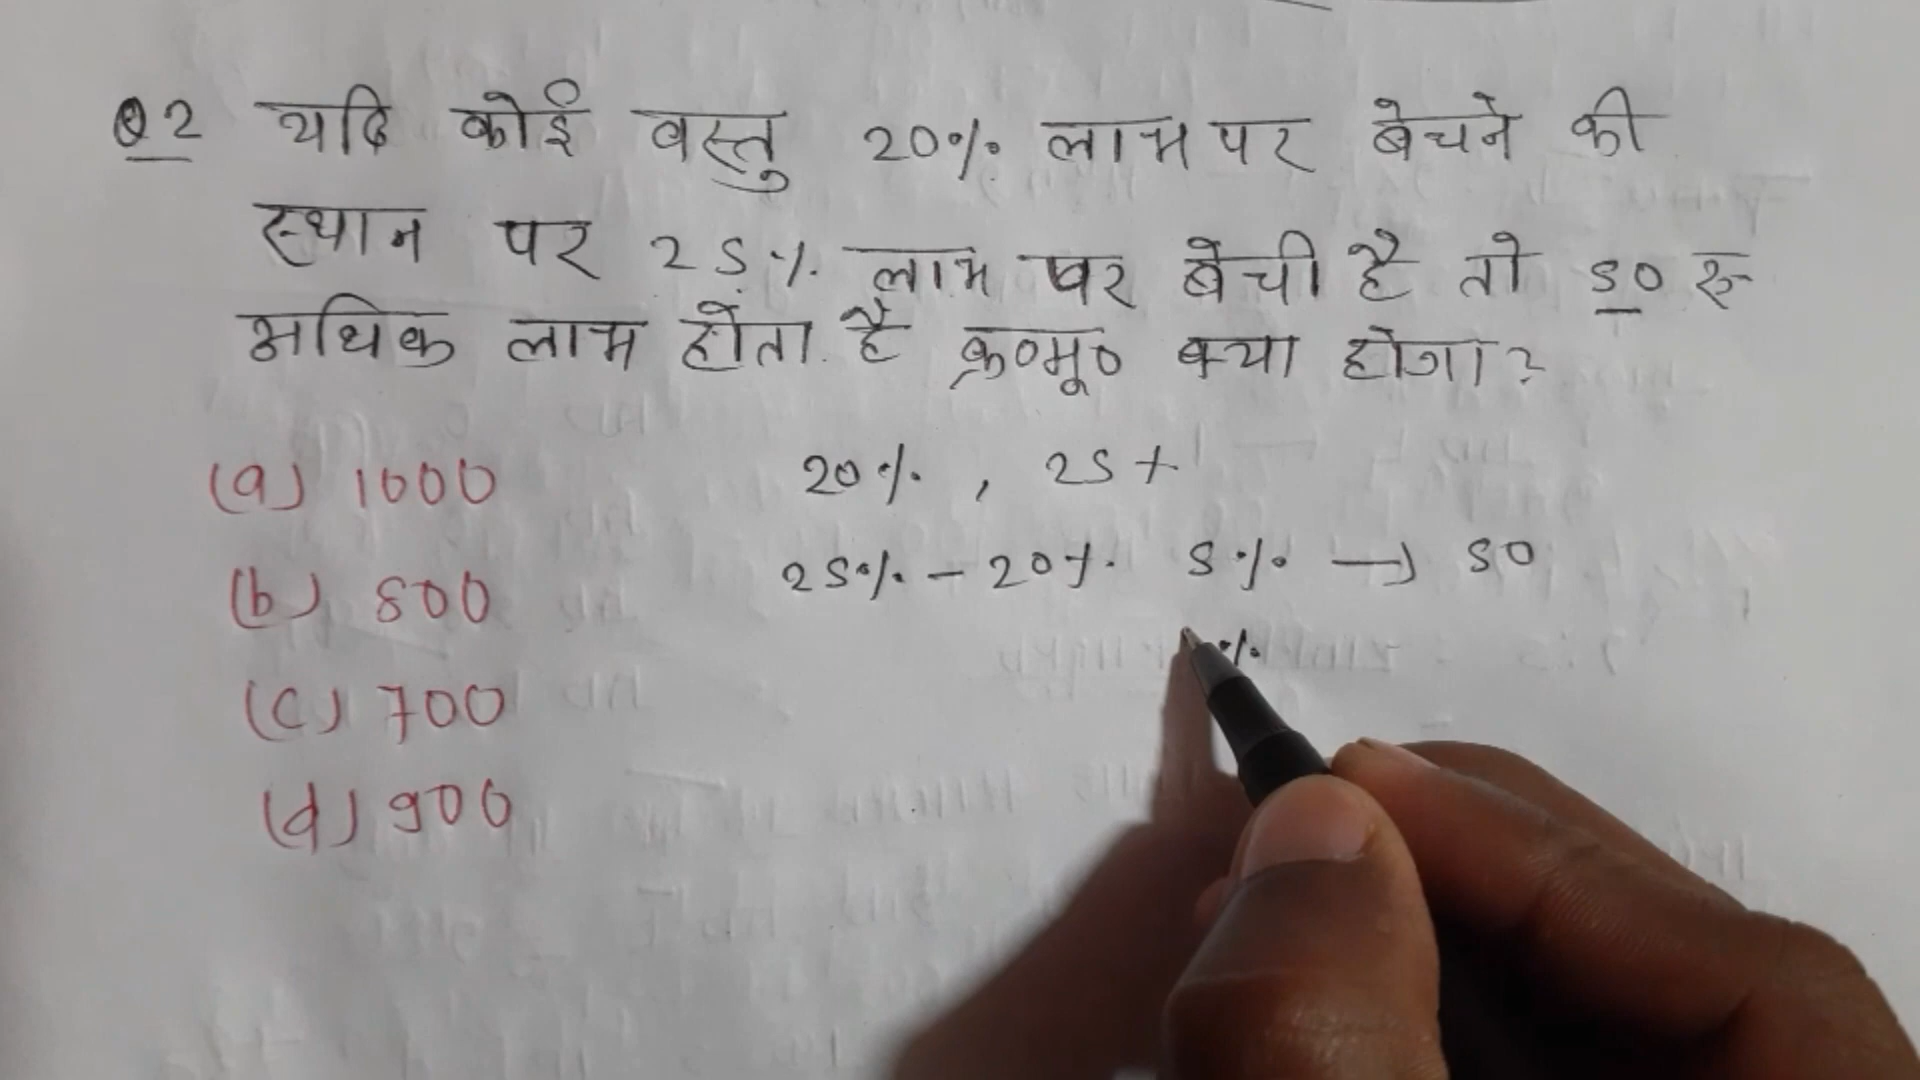 Q2 यदि कोई वस्तु 20% लाभ पर बेचने की
स्थान पर 25% लाभ पर बेची है तो 50 रु
अधिक लाभ होता है क्र०मू० क्या होगा?
(a) 1000
(b) 800
(c) 700
(d) 900
20% , 25%
25% - 20% 5% → 50
%